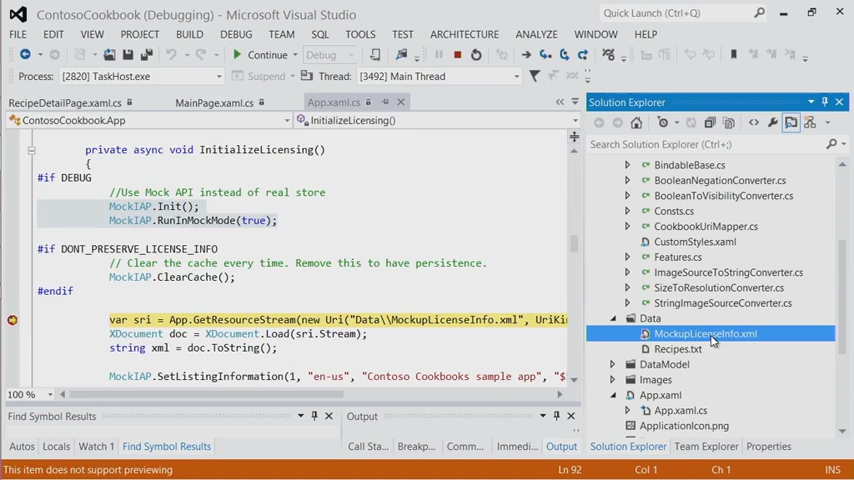 ContosoCookbook (Debugging) - Microsoft Visual Studio
Quick Launch (Ctrl+Q)
FILE EDIT VIEW PROJECT BUILD DEBUG TEAM SQL TOOLS TEST ARCHITECTURE ANALYZE WINDOW HELP
Continue Debug
Process: [2820] TaskHost.exe Suspend Thread: [3492] Main Thread
RecipeDetailPage.xaml.cs MainPage.xaml.cs App.xaml.cs
ContosoCookbook.App InitializeLicensing()
private async void InitializeLicensing()
{
#if DEBUG
//Use Mock API instead of real store
MockIAP.Init();
MockIAP.RunInMockMode(true);
#if DONT_PRESERVE_LICENSE_INFO
// Clear the cache every time. Remove this to have persistence.
MockIAP.ClearCache();
#endif
var sri = App.GetResourceStream(new Uri("Data\\MockupLicenseInfo.xml", UriKin
XDocument doc = XDocument.Load(sri.Stream);
string xml = doc.ToString();
MockIAP.SetListingInformation(1, "en-us", "Contoso Cookbooks sample app", "$
100 %
Find Symbol Results
Output
Autos Locals Watch 1 Find Symbol Results
Call Sta... Breakp... Comm... Immedi... Output
Solution Explorer
Search Solution Explorer (Ctrl+;)
BindableBase.cs
BooleanNegationConverter.cs
BooleanToVisibilityConverter.cs
Consts.cs
CookbookUriMapper.cs
CustomStyles.xaml
Features.cs
ImageSourceToStringConverter.cs
SizeToResolutionConverter.cs
StringImageSourceConverter.cs
Data
MockupLicenseInfo.xml
Recipes.txt
DataModel
Images
App.xaml
App.xaml.cs
ApplicationIcon.png
Solution Explorer Team Explorer Properties
This item does not support previewing Ln 92 Col 1 Ch 1 INS